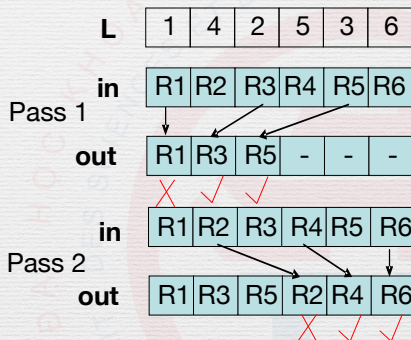 L 1 4 2 5 3 6
in R1 R2 R3 R4 R5 R6
Pass 1
out R1 R3 R5 - - -
in R1 R2 R3 R4 R5 R6
Pass 2
out R1 R3 R5 R2 R4 R6